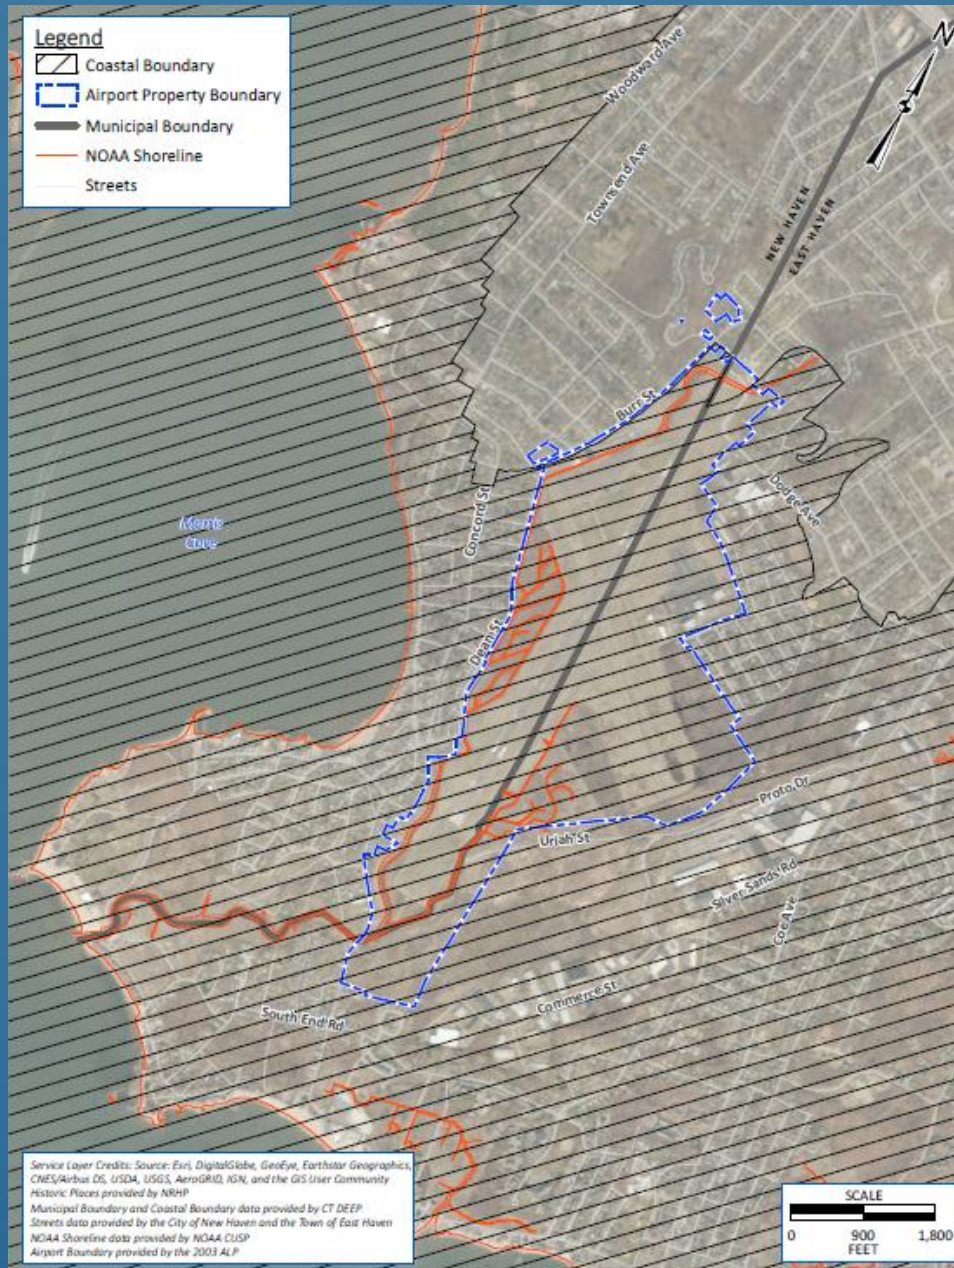 Legend
Coastal Boundary
Airport Property Boundary
Municipal Boundary
NOAA Shoreline
Streets
N
Woodward Ave
Townsend Ave
NEW HAVEN
EAST HAVEN
Burr St
Dodge Ave
Concord St
Morris
Cove
Dean St
Proto Dr
Uriah St
Silver Sands Rd
Coe Ave
Commerce St
South End Rd
Service Layer Credits: Source: Esri, DigitalGlobe, GeoEye, Earthstar Geographics,
CNES/Airbus DS, USDA, USGS, AeroGRID, IGN, and the GIS User Community
Historic Places provided by NRHP
Municipal Boundary and Coastal Boundary data provided by CT DEEP
Streets data provided by the City of New Haven and the Town of East Haven
NOAA Shoreline data provided by NOAA CUSP
Airport Boundary provided by the 2003 ALP
SCALE
0 900 1,800
FEET